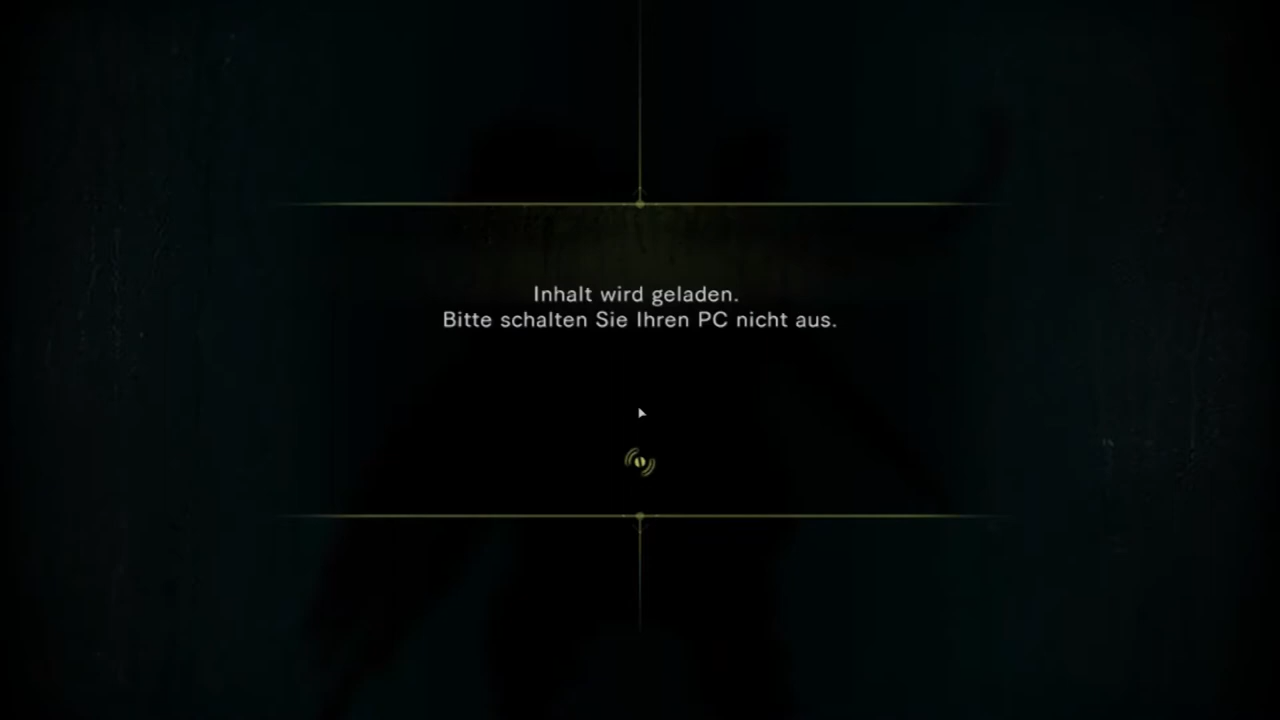 Inhalt wird geladen.
Bitte schalten Sie Ihren PC nicht aus.